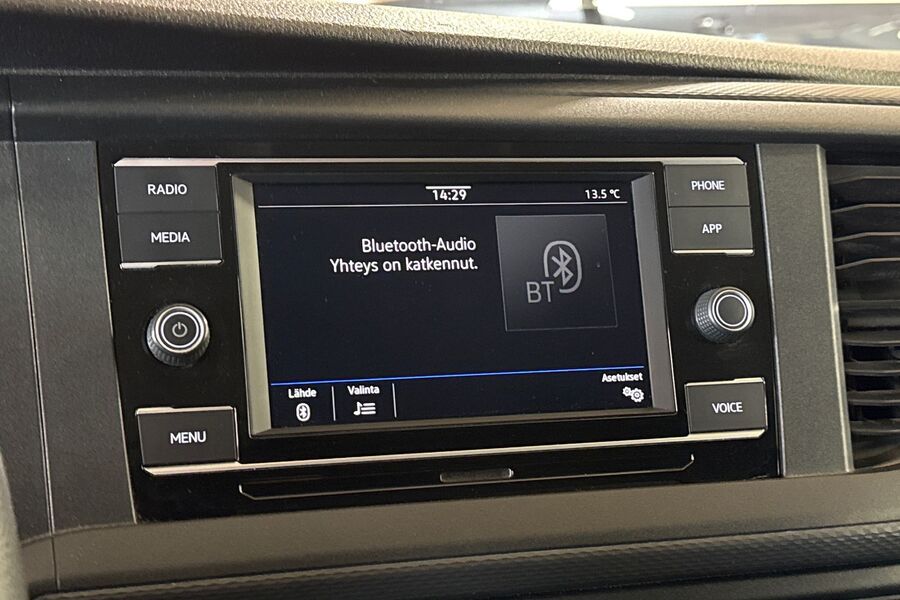 RADIO
MEDIA
MENU
14:29
13.5 °C
Bluetooth-Audio
Yhteys on katkennut.
BT
Lähde
Valinta
Asetukset
PHONE
APP
VOICE